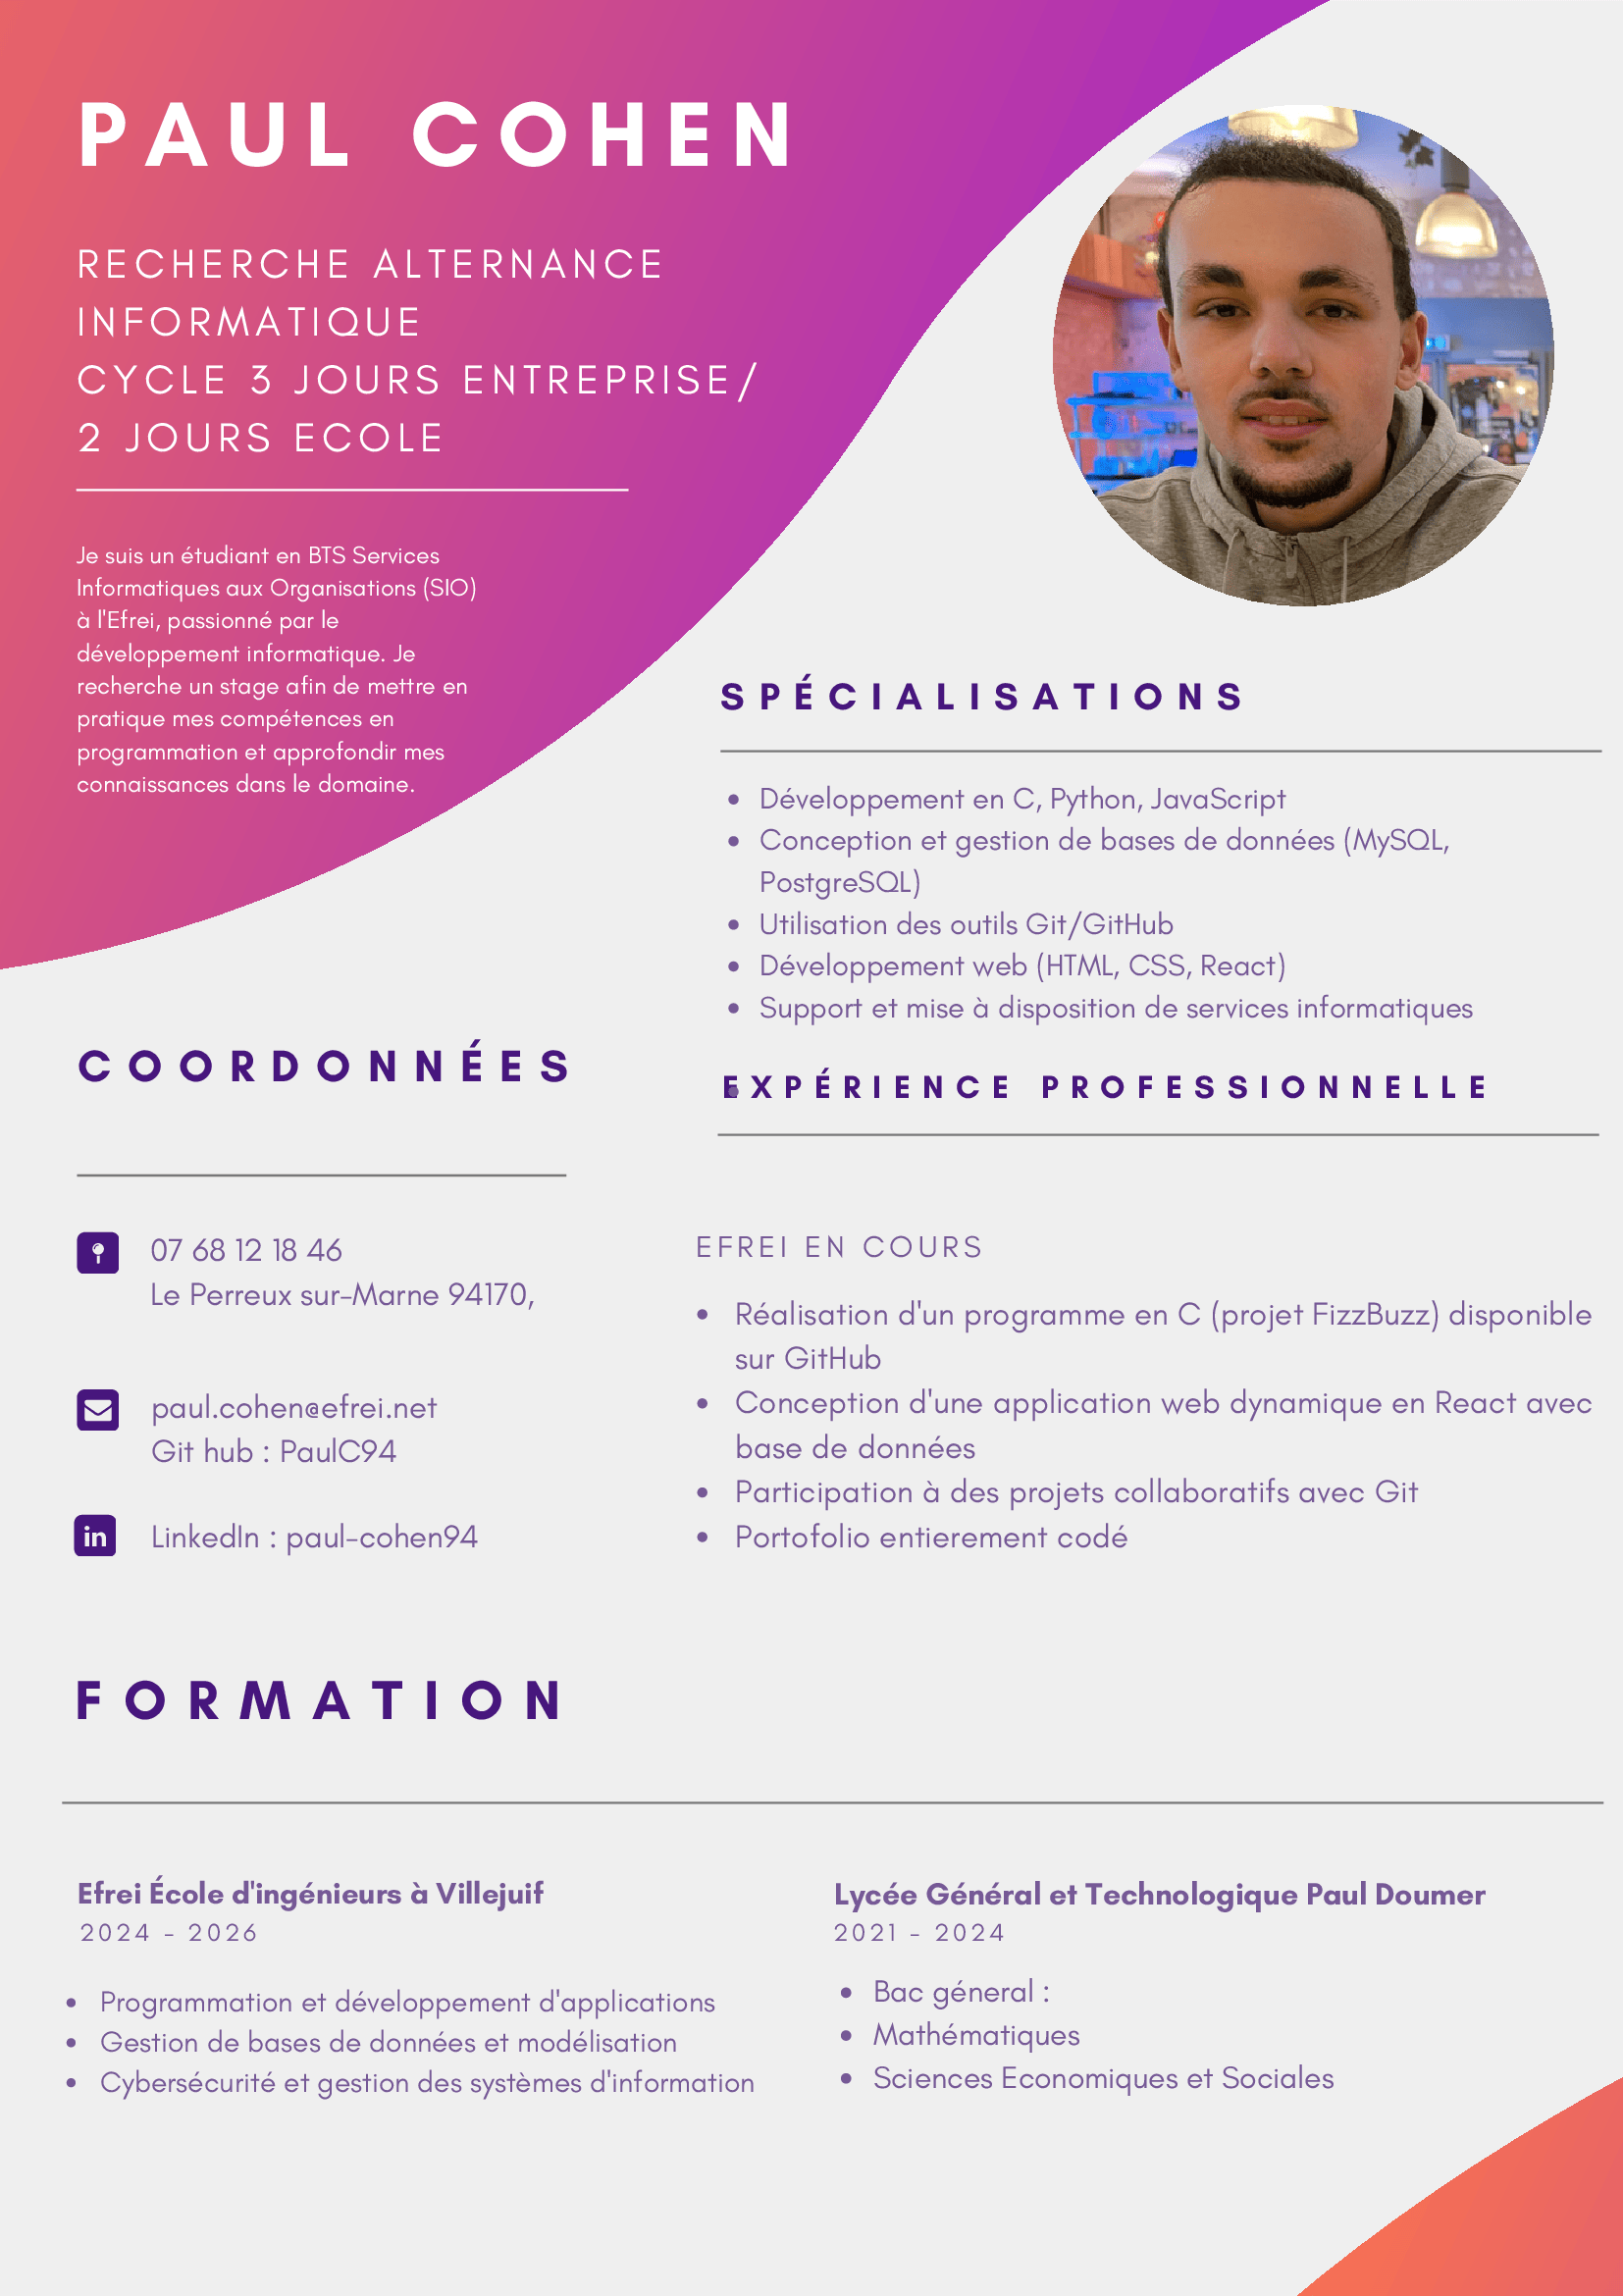 PAUL COHEN
RECHERCHE ALTERNANCE
INFORMATIQUE
CYCLE 3 JOURS ENTREPRISE/
2 JOURS ECOLE
Je suis un étudiant en BTS Services
Informatiques aux Organisations (SIO)
à l'Efrei, passionné par le
développement informatique. Je
recherche un stage afin de mettre en
pratique mes compétences en
programmation et approfondir mes
connaissances dans le domaine.
SPÉCIALISATIONS
• Développement en C, Python, JavaScript
• Conception et gestion de bases de données (MySQL,
PostgreSQL)
• Utilisation des outils Git/GitHub
• Développement web (HTML, CSS, React)
• Support et mise à disposition de services informatiques
COORDONNÉES
07 68 12 18 46
Le Perreux sur-Marne 94170,
paul.cohen@efrei.net
Git hub : PaulC94
in
LinkedIn : paul-cohen94
EXPÉRIENCE PROFESSIONNELLE
EFREI EN COURS
• Réalisation d'un programme en C (projet FizzBuzz) disponible
sur GitHub
• Conception d'une application web dynamique en React avec
base de données
• Participation à des projets collaboratifs avec Git
• Portofolio entierement codé
FORMATION
Efrei École d'ingénieurs à Villejuif
2024 - 2026
• Programmation et développement d'applications
• Gestion de bases de données et modélisation
• Cybersécurité et gestion des systèmes d'information
Lycée Général et Technologique Paul Doumer
2021 - 2024
• Bac géneral :
• Mathématiques
• Sciences Economiques et Sociales